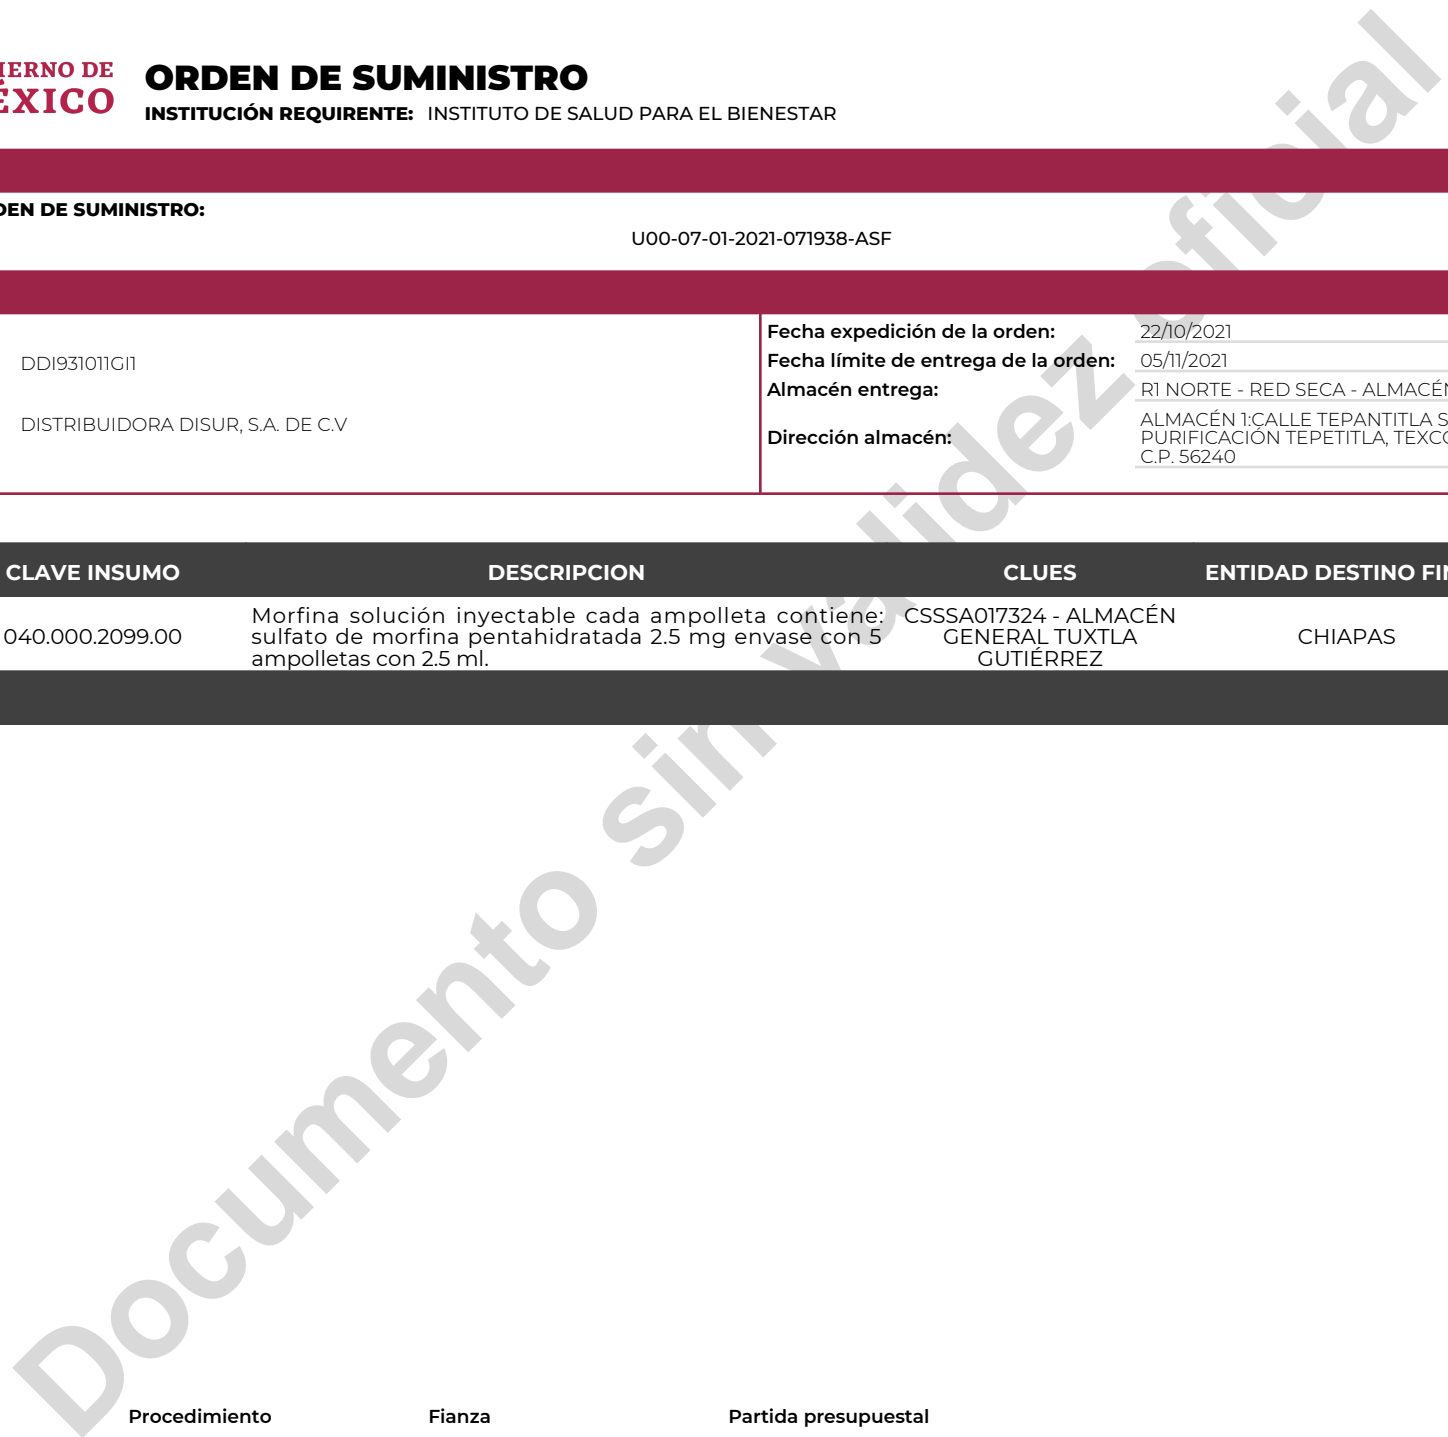 IERNO DE
ÉXICO
ORDEN DE SUMINISTRO
INSTITUCIÓN REQUIRENTE: INSTITUTO DE SALUD PARA EL BIENESTAR
DEN DE SUMINISTRO:
U00-07-01-2021-071938-ASF
DDI931011GI1
DISTRIBUIDORA DISUR, S.A. DE C.V
Fecha expedición de la orden: 22/10/2021
Fecha límite de entrega de la orden: 05/11/2021
Almacén entrega: R1 NORTE - RED SECA - ALMACÉN
Dirección almacén: ALMACÉN 1:CALLE TEPANTITLA S
PURIFICACIÓN TEPETITLA, TEXCO
C.P. 56240
CLAVE INSUMO DESCRIPCION CLUES ENTIDAD DESTINO FIN
040.000.2099.00
Morfina solución inyectable cada ampolleta contiene:
sulfato de morfina pentahidratada 2.5 mg envase con 5
ampolletas con 2.5 ml.
CSSSA017324 - ALMACÉN
GENERAL TUXTLA
GUTIÉRREZ
CHIAPAS
Documento sin validez oficial
Procedimiento Fianza Partida presupuestal